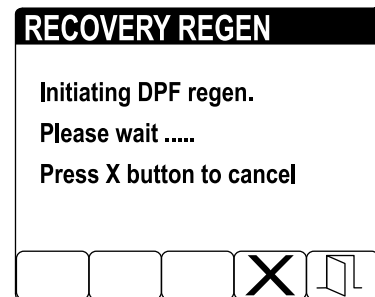 RECOVERY REGEN
Initiating DPF regen.
Please wait .....
Press X button to cancel
X